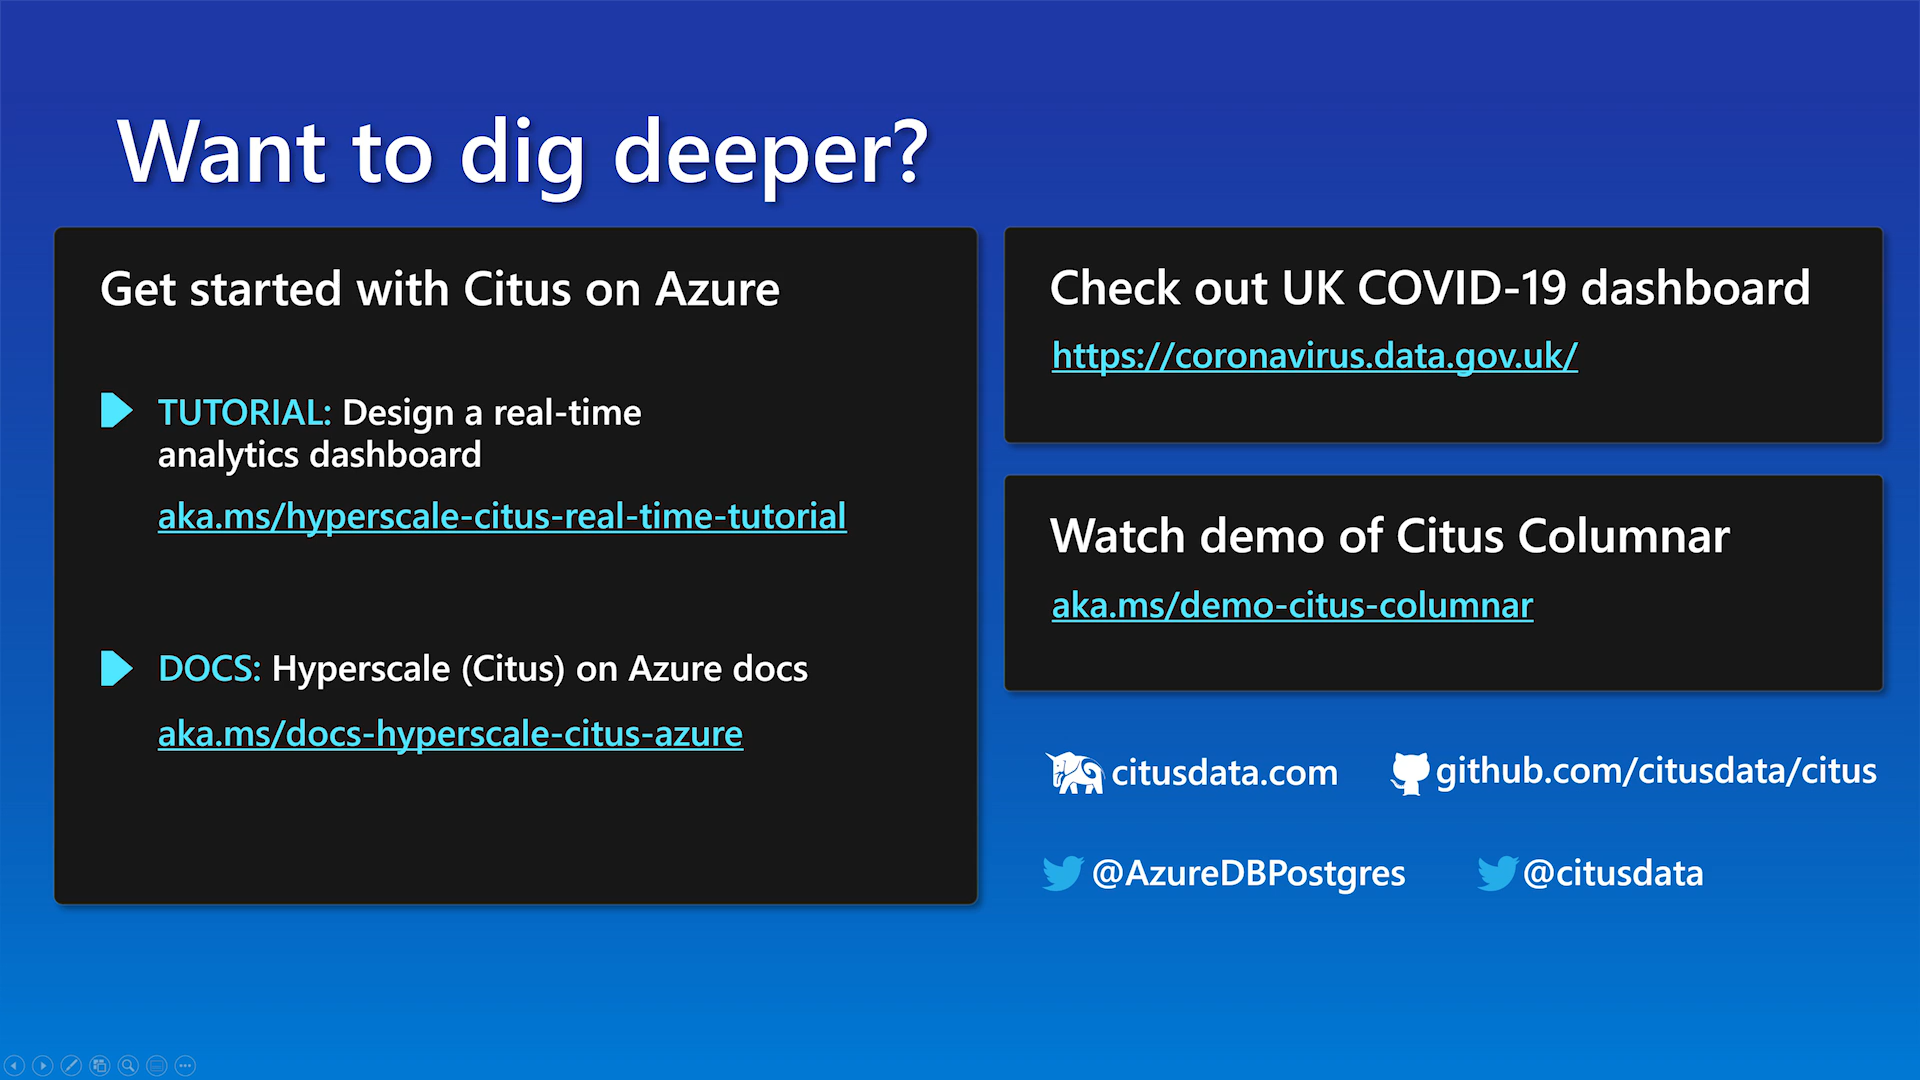 Want to dig deeper?
Get started with Citus on Azure
TUTORIAL: Design a real-time
analytics dashboard
aka.ms/hyperscale-citus-real-time-tutorial
DOCS: Hyperscale (Citus) on Azure docs
aka.ms/docs-hyperscale-citus-azure
Check out UK COVID-19 dashboard
https://coronavirus.data.gov.uk/
Watch demo of Citus Columnar
aka.ms/demo-citus-columnar
citusdata.com
github.com/citusdata/citus
@AzureDBPostgres
@citusdata